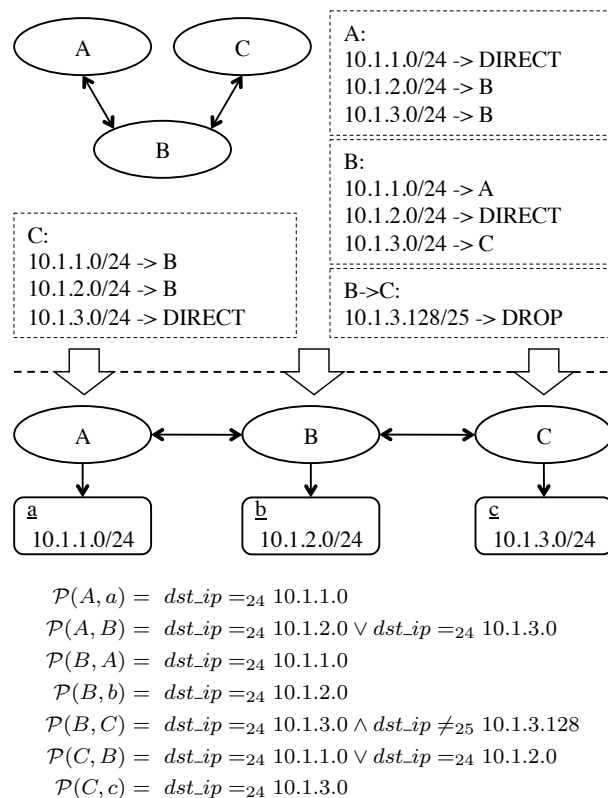 A
C
B
A:
10.1.1.0/24 -> DIRECT
10.1.2.0/24 -> B
10.1.3.0/24 -> B
B:
10.1.1.0/24 -> A
10.1.2.0/24 -> DIRECT
10.1.3.0/24 -> C
C:
10.1.1.0/24 -> B
10.1.2.0/24 -> B
10.1.3.0/24 -> DIRECT
B->C:
10.1.3.128/25 -> DROP
A
B
C
a
10.1.1.0/24
b
10.1.2.0/24
c
10.1.3.0/24
𝒫(A, a) = dst_ip =₂₄ 10.1.1.0
𝒫(A, B) = dst_ip =₂₄ 10.1.2.0 ∨ dst_ip =₂₄ 10.1.3.0
𝒫(B, A) = dst_ip =₂₄ 10.1.1.0
𝒫(B, b) = dst_ip =₂₄ 10.1.2.0
𝒫(B, C) = dst_ip =₂₄ 10.1.3.0 ∧ dst_ip ≠₂₅ 10.1.3.128
𝒫(C, B) = dst_ip =₂₄ 10.1.1.0 ∨ dst_ip =₂₄ 10.1.2.0
𝒫(C, c) = dst_ip =₂₄ 10.1.3.0